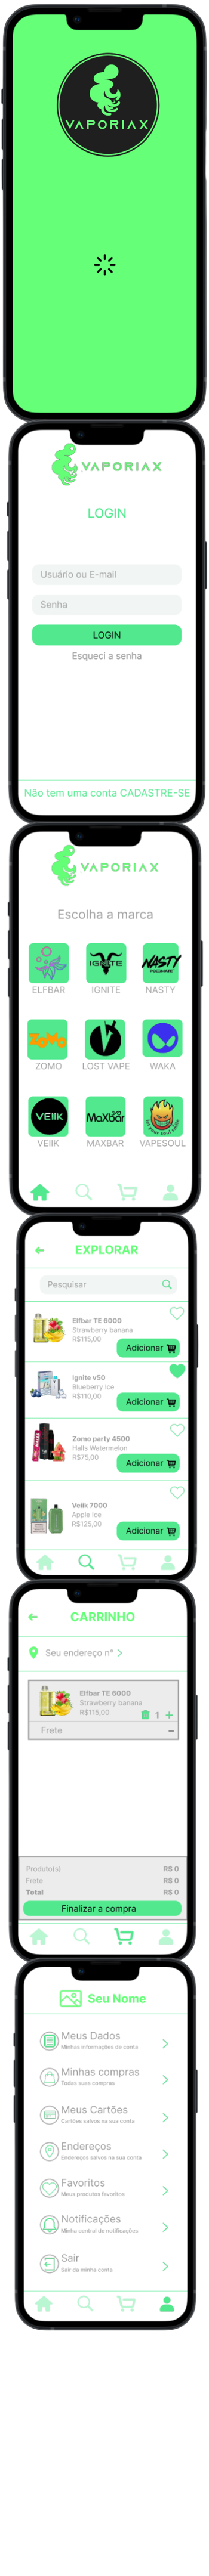 VAPORIAX
VAPORIAX
LOGIN
Usuário ou E-mail
Senha
LOGIN
Esqueci a senha
Não tem uma conta CADASTRE-SE
VAPORIAX
Escolha a marca
IGNITE
NASTY
ZOMO
VEIIK
MAXBAR
ELFBAR IGNITE NASTY
ZOMO LOST VAPE WAKA
VEIIK MAXBAR VAPESOUL
EXPLORAR
Pesquisar
Elfbar TE 6000
Strawberry banana
R$115,00
Adicionar
Ignite v50
Blueberry Ice
R$110,00
Adicionar
Zomo party 4500
Halls Watermelon
R$75,00
Adicionar
Veiik 7000
Apple Ice
R$125,00
Adicionar
CARRINHO
Seu endereço n° >
Elfbar TE 6000
Strawberry banana
R$115,00
1 +
Frete –
Produto(s) R$ 0
Frete R$ 0
Total R$ 0
Finalizar a compra
Seu Nome
Meus Dados
Minhas informações de conta
Minhas compras
Todas suas compras
Meus Cartões
Cartões salvos na sua conta
Endereços
Endereços salvos na sua conta
Favoritos
Meus produtos favoritos
Notificações
Minha central de notificações
Sair
Sair da minha conta